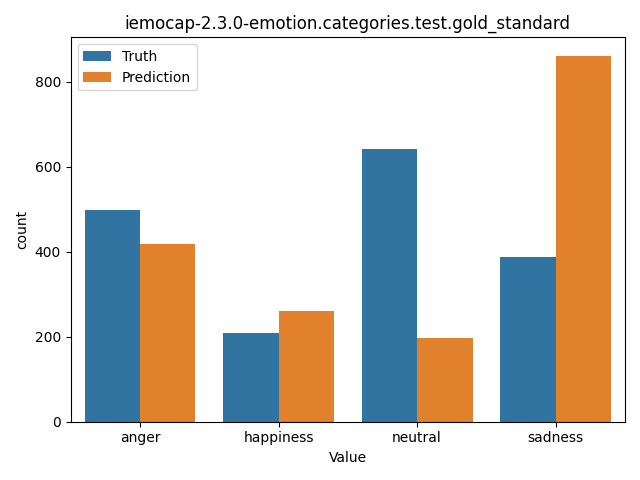 iemocap-2.3.0-emotion.categories.test.gold_standard
Truth
Prediction
800
600
400
200
0
count
anger happiness neutral sadness
Value